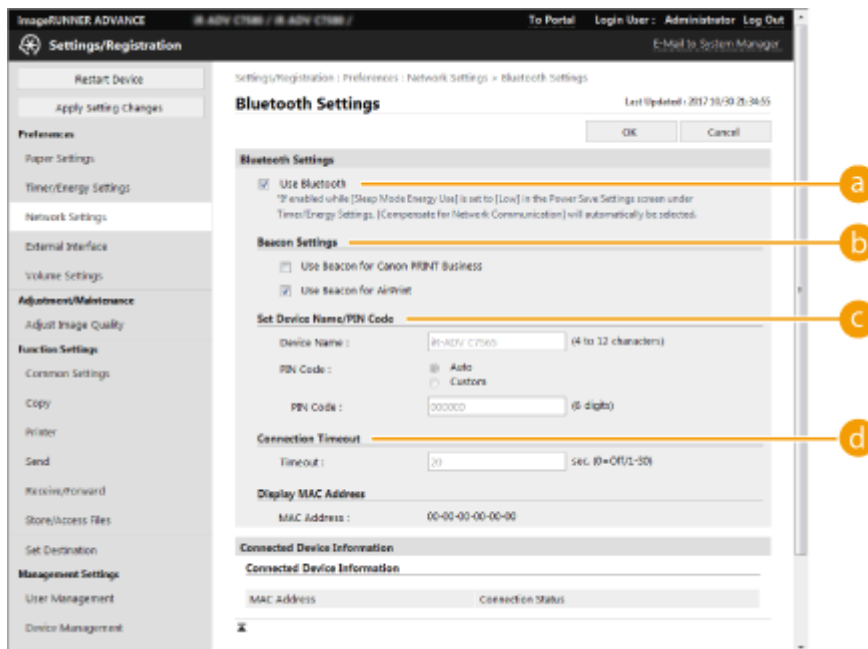 imageRUNNER ADVANCE iR-ADV C7580 / iR-ADV C7580 / To Portal Login User : Administrator Log Out
Settings/Registration E-Mail to System Manager
Restart Device
Apply Setting Changes
Preferences
Paper Settings
Timer/Energy Settings
Network Settings
External Interface
Volume Settings
Adjustment/Maintenance
Adjust Image Quality
Function Settings
Common Settings
Copy
Printer
Send
Receive/Forward
Store/Access Files
Set Destination
Management Settings
User Management
Device Management
Settings/Registration : Preferences : Network Settings > Bluetooth Settings
Bluetooth Settings Last Updated : 2017 10/30 21:34:55
OK Cancel
Bluetooth Settings
Use Bluetooth a
*If enabled while [Sleep Mode Energy Use] is set to [Low] in the Power Save Settings screen under
Timer/Energy Settings, [Compensate for Network Communication] will automatically be selected.
Beacon Settings b
Use Beacon for Canon PRINT Business
Use Beacon for AirPrint
Set Device Name/PIN Code c
Device Name : iR-ADV C7565 (4 to 12 characters)
PIN Code : Auto
Custom
PIN Code : 000000 (6 digits)
Connection Timeout d
Timeout : 20 sec. (0=Off/1-30)
Display MAC Address
MAC Address : 00-00-00-00-00-00
Connected Device Information
Connected Device Information
MAC Address Connection Status